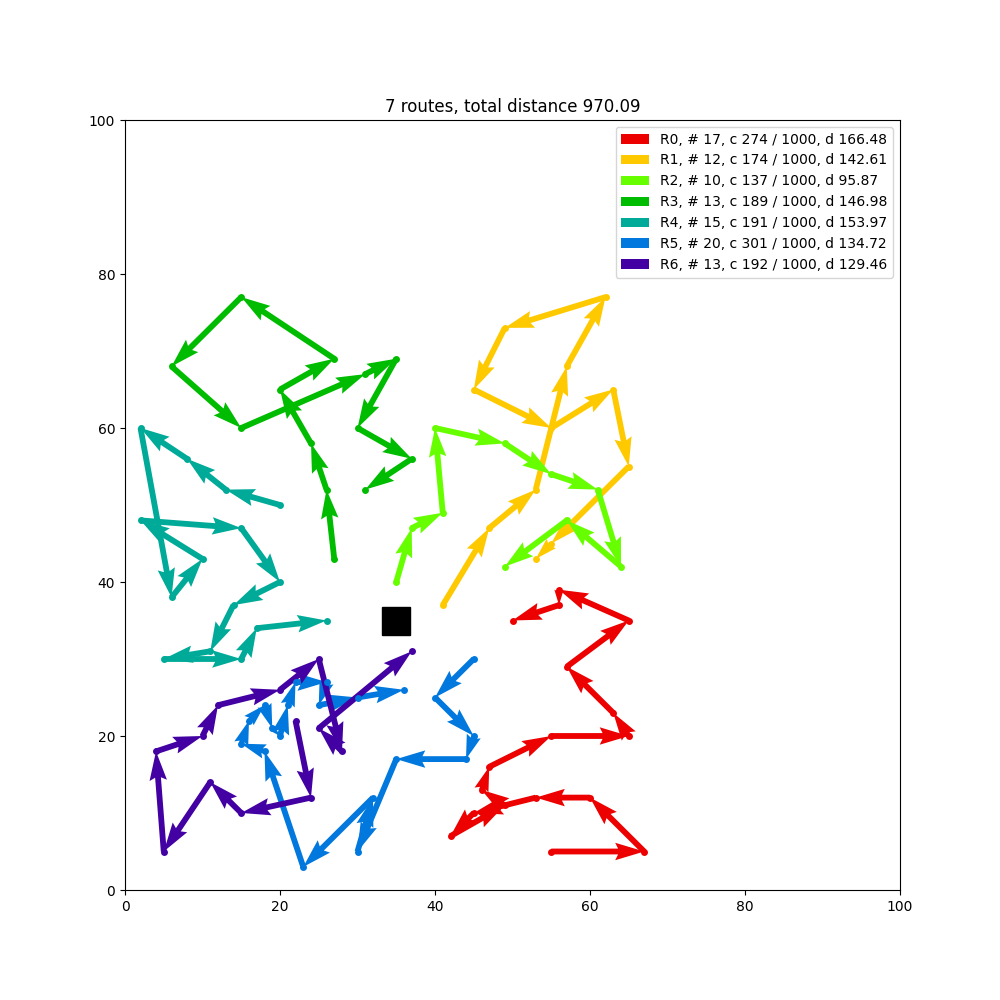 7 routes, total distance 970.09
R0, # 17, c 274 / 1000, d 166.48
R1, # 12, c 174 / 1000, d 142.61
R2, # 10, c 137 / 1000, d 95.87
R3, # 13, c 189 / 1000, d 146.98
R4, # 15, c 191 / 1000, d 153.97
R5, # 20, c 301 / 1000, d 134.72
R6, # 13, c 192 / 1000, d 129.46
100
80
60
40
20
0
0 20 40 60 80 100